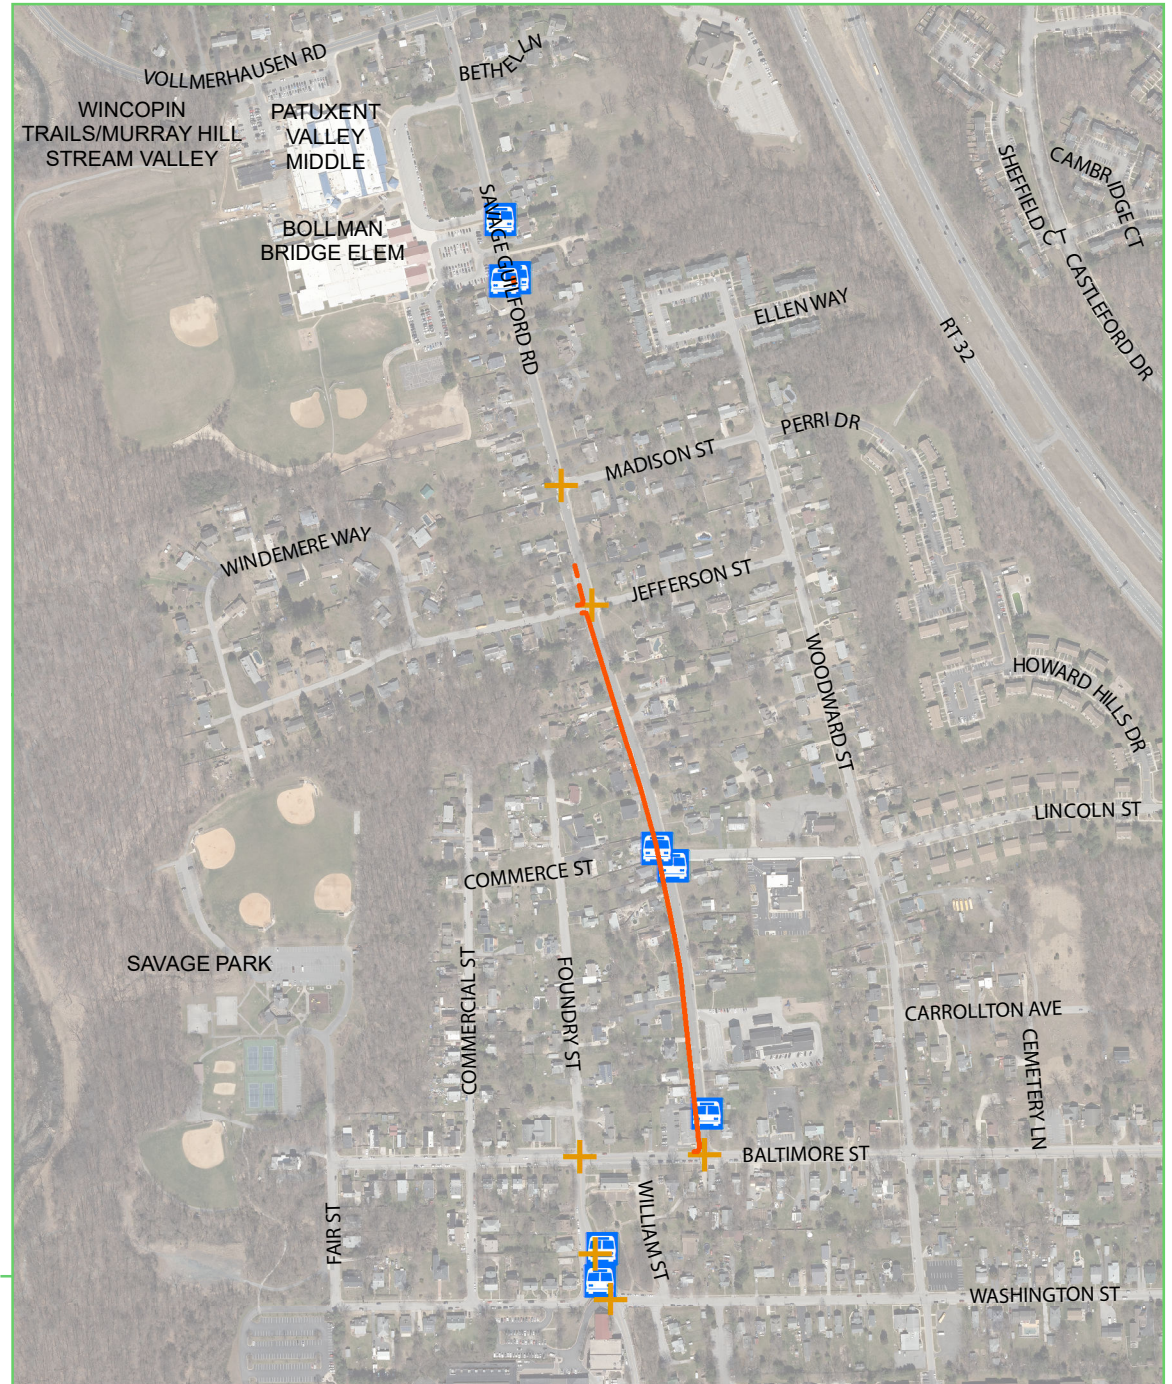 VOLLMERHAUSEN RD
BETHEL LN
WINCOPIN
TRAILS/MURRAY HILL
STREAM VALLEY
PATUXENT
VALLEY
MIDDLE
SHEFFIELD CT
CAMBRIDGE CT
SAVAGE GUILFORD RD
BOLLMAN
BRIDGE ELEM
CASTLEFORD DR
ELLEN WAY
RT 32
PERRI DR
MADISON ST
WINDEMERE WAY
JEFFERSON ST
WOODWARD ST
HOWARD HILLS DR
LINCOLN ST
COMMERCE ST
SAVAGE PARK
COMMERCIAL ST
FOUNDRY ST
CARROLLTON AVE
CEMETERY LN
BALTIMORE ST
FAIR ST
WILLIAM ST
WASHINGTON ST